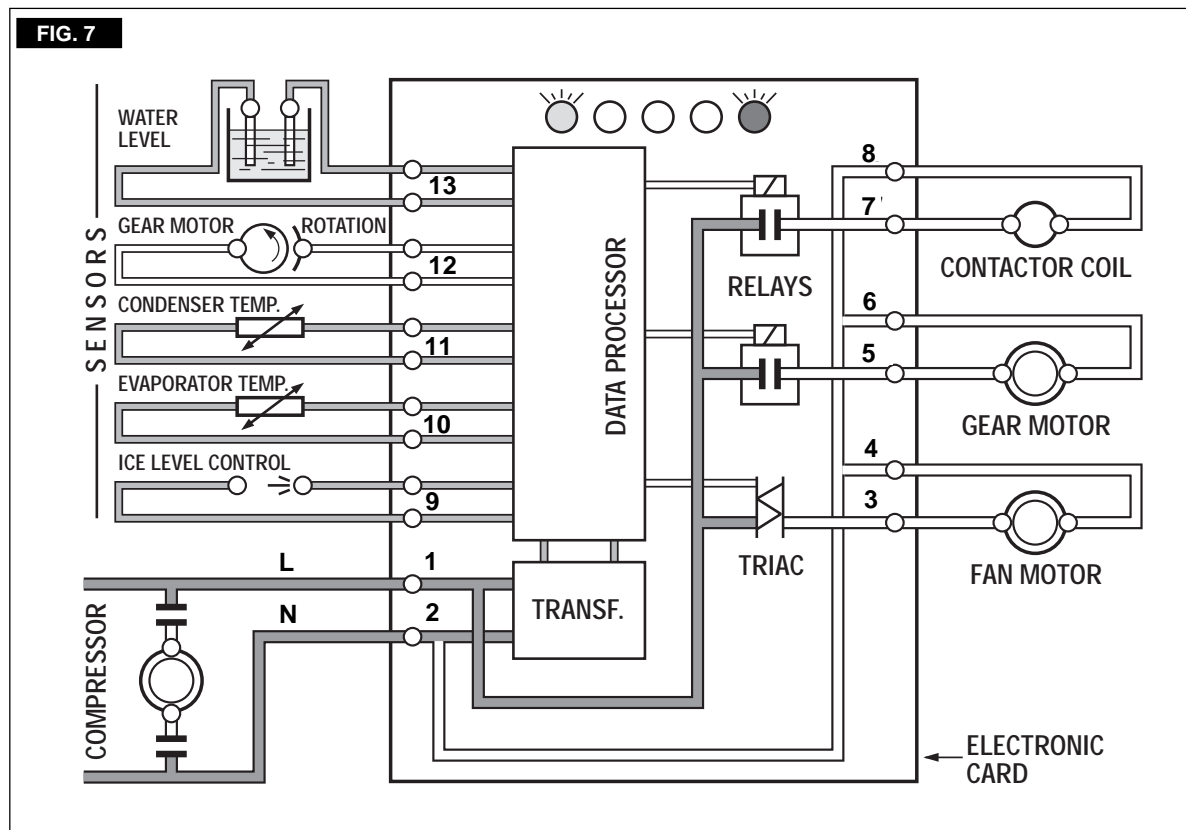 FIG. 7
WATER
LEVEL
13
GEAR MOTOR
ROTATION
12
CONDENSER TEMP.
11
EVAPORATOR TEMP.
10
ICE LEVEL CONTROL
9
SENSORS
L
1
N
2
COMPRESSOR
DATA PROCESSOR
TRANSF.
RELAYS
TRIAC
8
7
CONTACTOR COIL
6
5
GEAR MOTOR
4
3
FAN MOTOR
ELECTRONIC
CARD